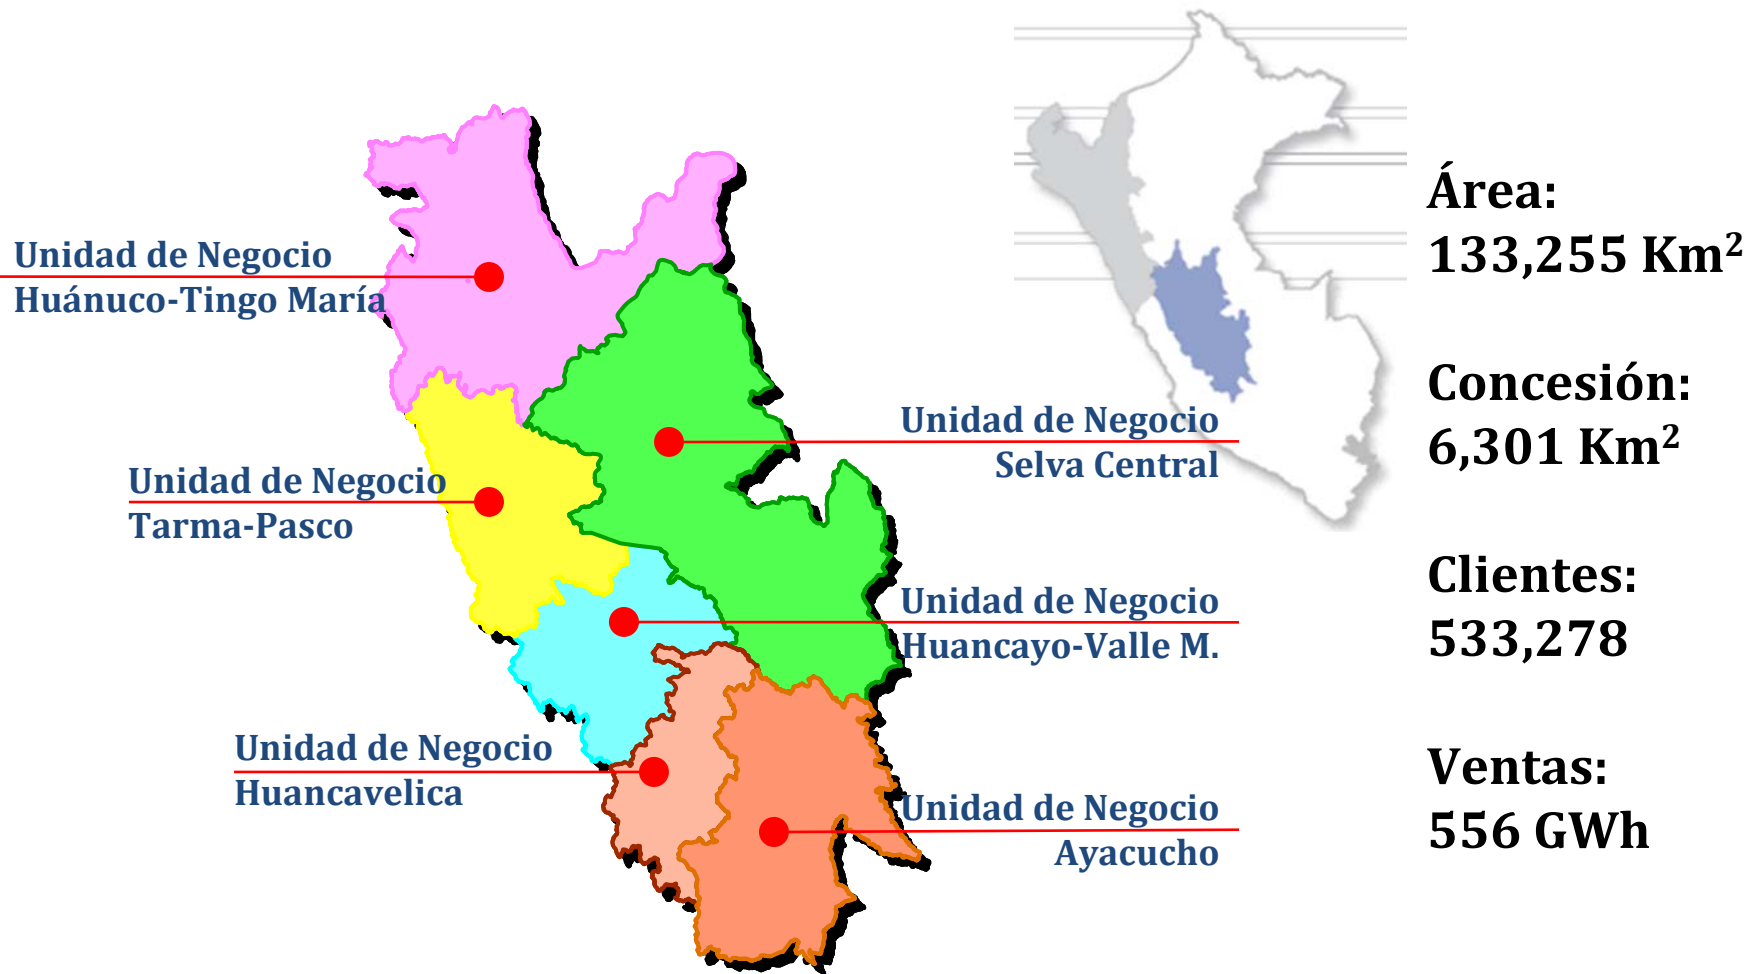 Unidad de Negocio
Huánuco-Tingo María
Unidad de Negocio
Tarma-Pasco
Unidad de Negocio
Huancavelica
Unidad de Negocio
Selva Central
Unidad de Negocio
Huancayo-Valle M.
Unidad de Negocio
Ayacucho
Área:
133,255 Km²
Concesión:
6,301 Km²
Clientes:
533,278
Ventas:
556 GWh